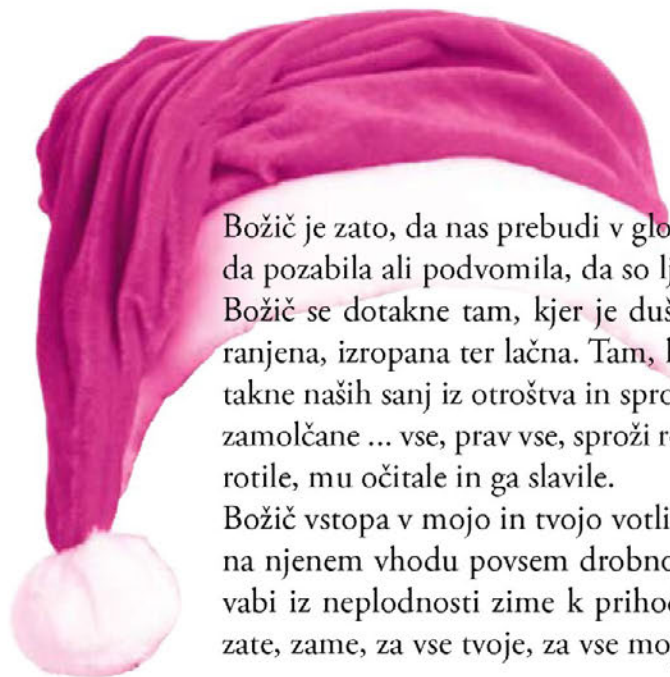 Božič je zato, da nas prebudi v glo
da pozabila ali podvomila, da so lj
Božič se dotakne tam, kjer je duš
ranjena, izropana ter lačna. Tam, k
takne naših sanj iz otroštva in spro
zamolčane ... vse, prav vse, sproži r
rotile, mu očitale in ga slavile.
Božič vstopa v mojo in tvojo votli
na njenem vhodu povsem drobno
vabi iz neplodnosti zime k priho
zate, zame, za vse tvoje, za vse mo